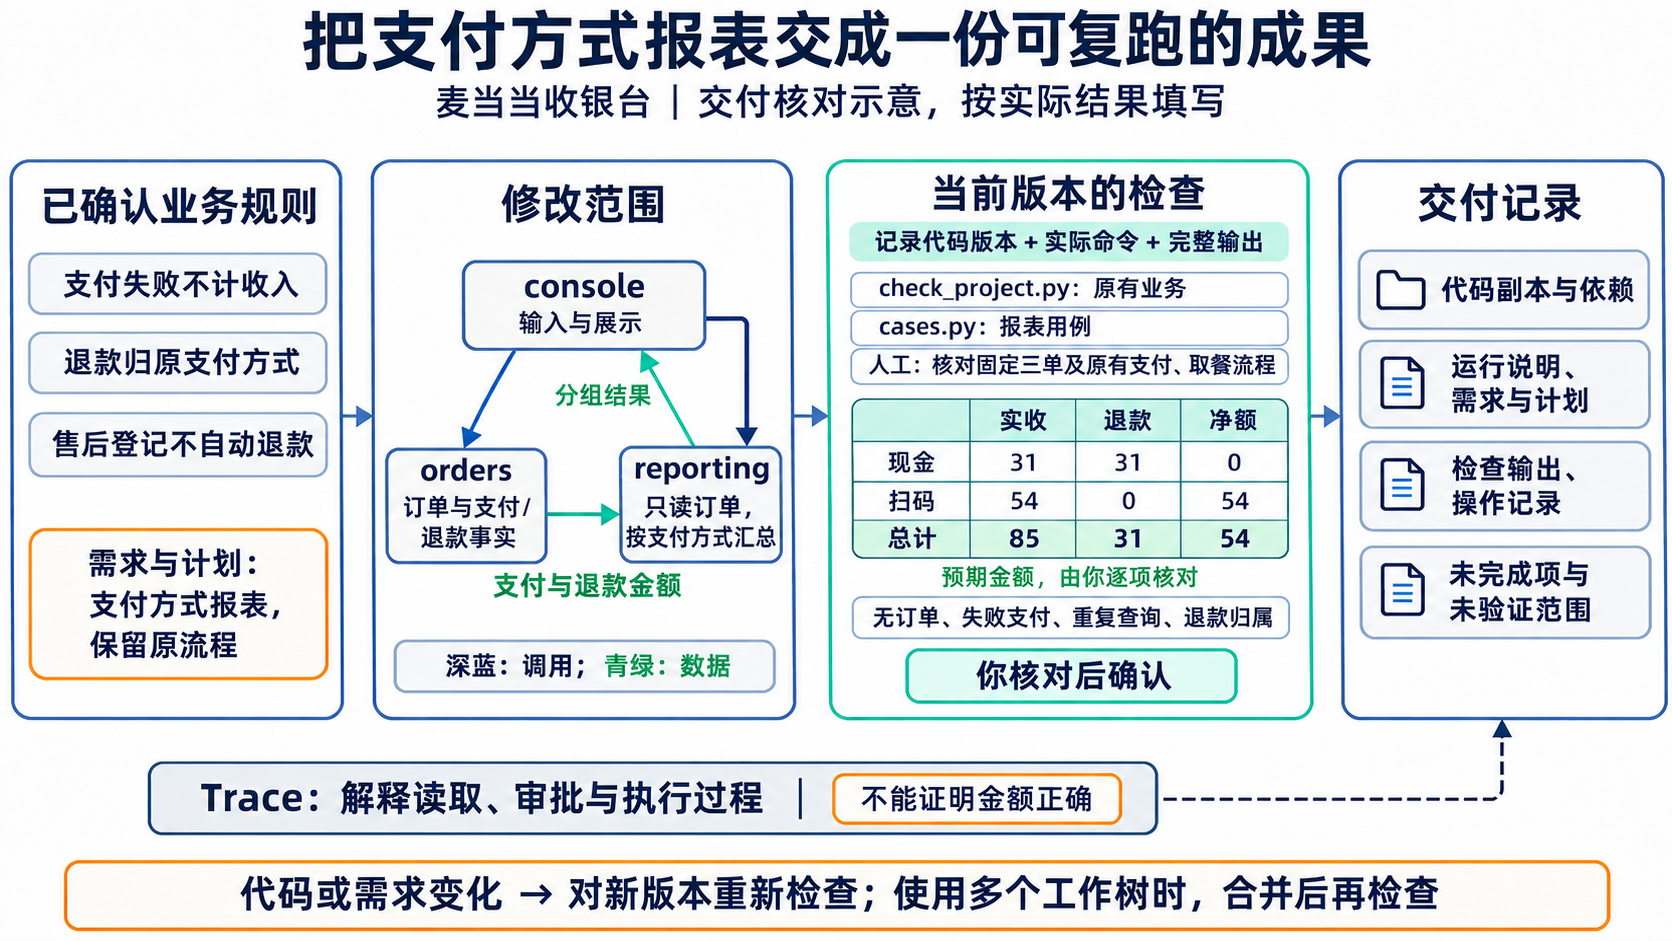 把支付方式报表交成一份可复跑的成果
麦当当收银台 | 交付核对示意，按实际结果填写
已确认业务规则
支付失败不计收入
退款归原支付方式
售后登记不自动退款
需求与计划：
支付方式报表，
保留原流程
修改范围
console
输入与展示
分组结果
orders
订单与支付/
退款事实
reporting
只读订单，
按支付方式汇总
支付与退款金额
深蓝：调用；青绿：数据
当前版本的检查
记录代码版本 + 实际命令 + 完整输出
check_project.py：原有业务
cases.py：报表用例
人工：核对固定三单及原有支付、取餐流程
实收 退款 净额
现金 31 31 0
扫码 54 0 54
总计 85 31 54
预期金额，由你逐项核对
无订单、失败支付、重复查询、退款归属
你核对后确认
交付记录
代码副本与依赖
运行说明、
需求与计划
检查输出、
操作记录
未完成项与
未验证范围
Trace：解释读取、审批与执行过程 | 不能证明金额正确
代码或需求变化 → 对新版本重新检查；使用多个工作树时，合并后再检查